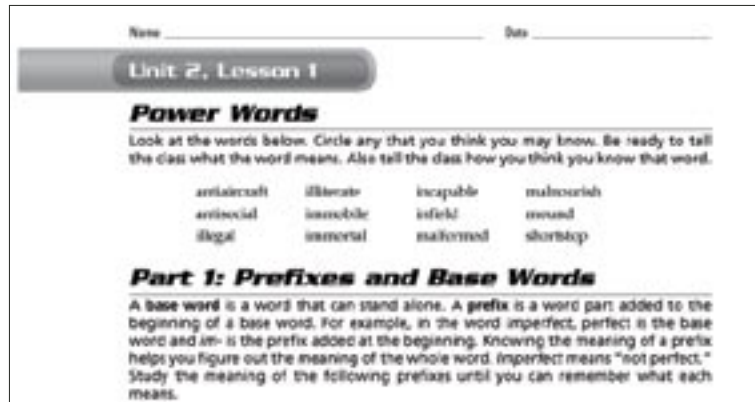 Name
Date
Unit 2, Lesson 1
Power Words
Look at the words below. Circle any that you think you may know. Be ready to tell
the class what the word means. Also tell the class how you think you know that word.
antiaircraft illiterate incapable malnourish
antisocial immobile infield mound
illegal immortal malformed shortstop
Part 1: Prefixes and Base Words
A base word is a word that can stand alone. A prefix is a word part added to the
beginning of a base word. For example, in the word imperfect, perfect is the base
word and im- is the prefix added at the beginning. Knowing the meaning of a prefix
helps you figure out the meaning of the whole word. Imperfect means "not perfect."
Study the meaning of the following prefixes until you can remember what each
means.